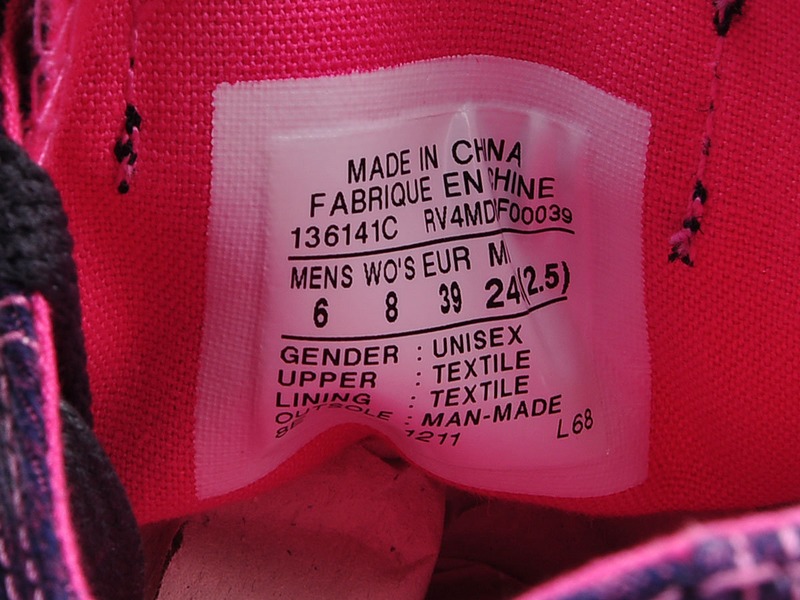 MADE IN CHINA
FABRIQUE EN CHINE
136141C RV4MDIF00039
MENS WO'S EUR M
6 8 39 24(2.5)
GENDER : UNISEX
UPPER : TEXTILE
LINING : TEXTILE
OUTSOLE : MAN-MADE
1211 L68